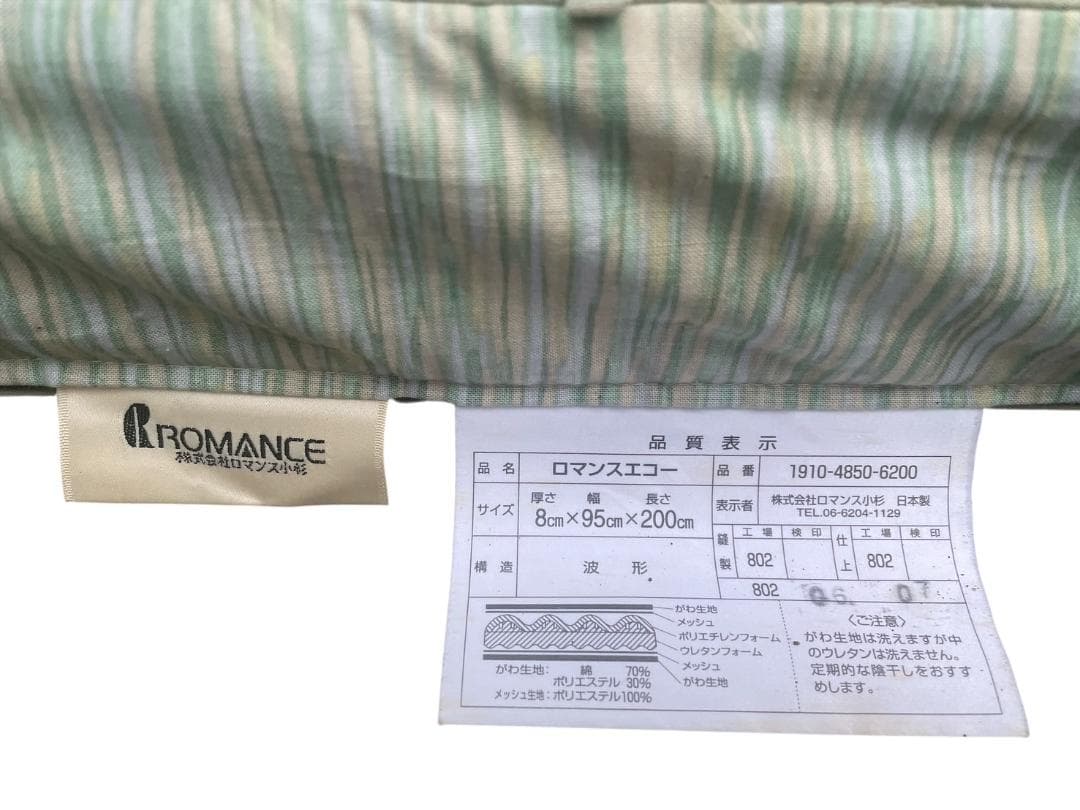 ROMANCE
株式会社ロマンス小杉
品質表示
品名 ロマンスエコー 品番 1910-4850-6200
サイズ 厚さ 幅 長さ
8cm×95cm×200cm
表示者 株式会社ロマンス小杉 日本製
TEL.06-6204-1129
構造 波形
縫製 工場 検印 仕上 工場 検印
802 802
802 06. 07
がわ生地
メッシュ
ポリエチレンフォーム
ウレタンフォーム
メッシュ
がわ生地
がわ生地: 綿 70%
ポリエステル 30%
メッシュ生地: ポリエステル100%
〈ご注意〉
がわ生地は洗えますが中
のウレタンは洗えません。
定期的な陰干しをおすす
めします。